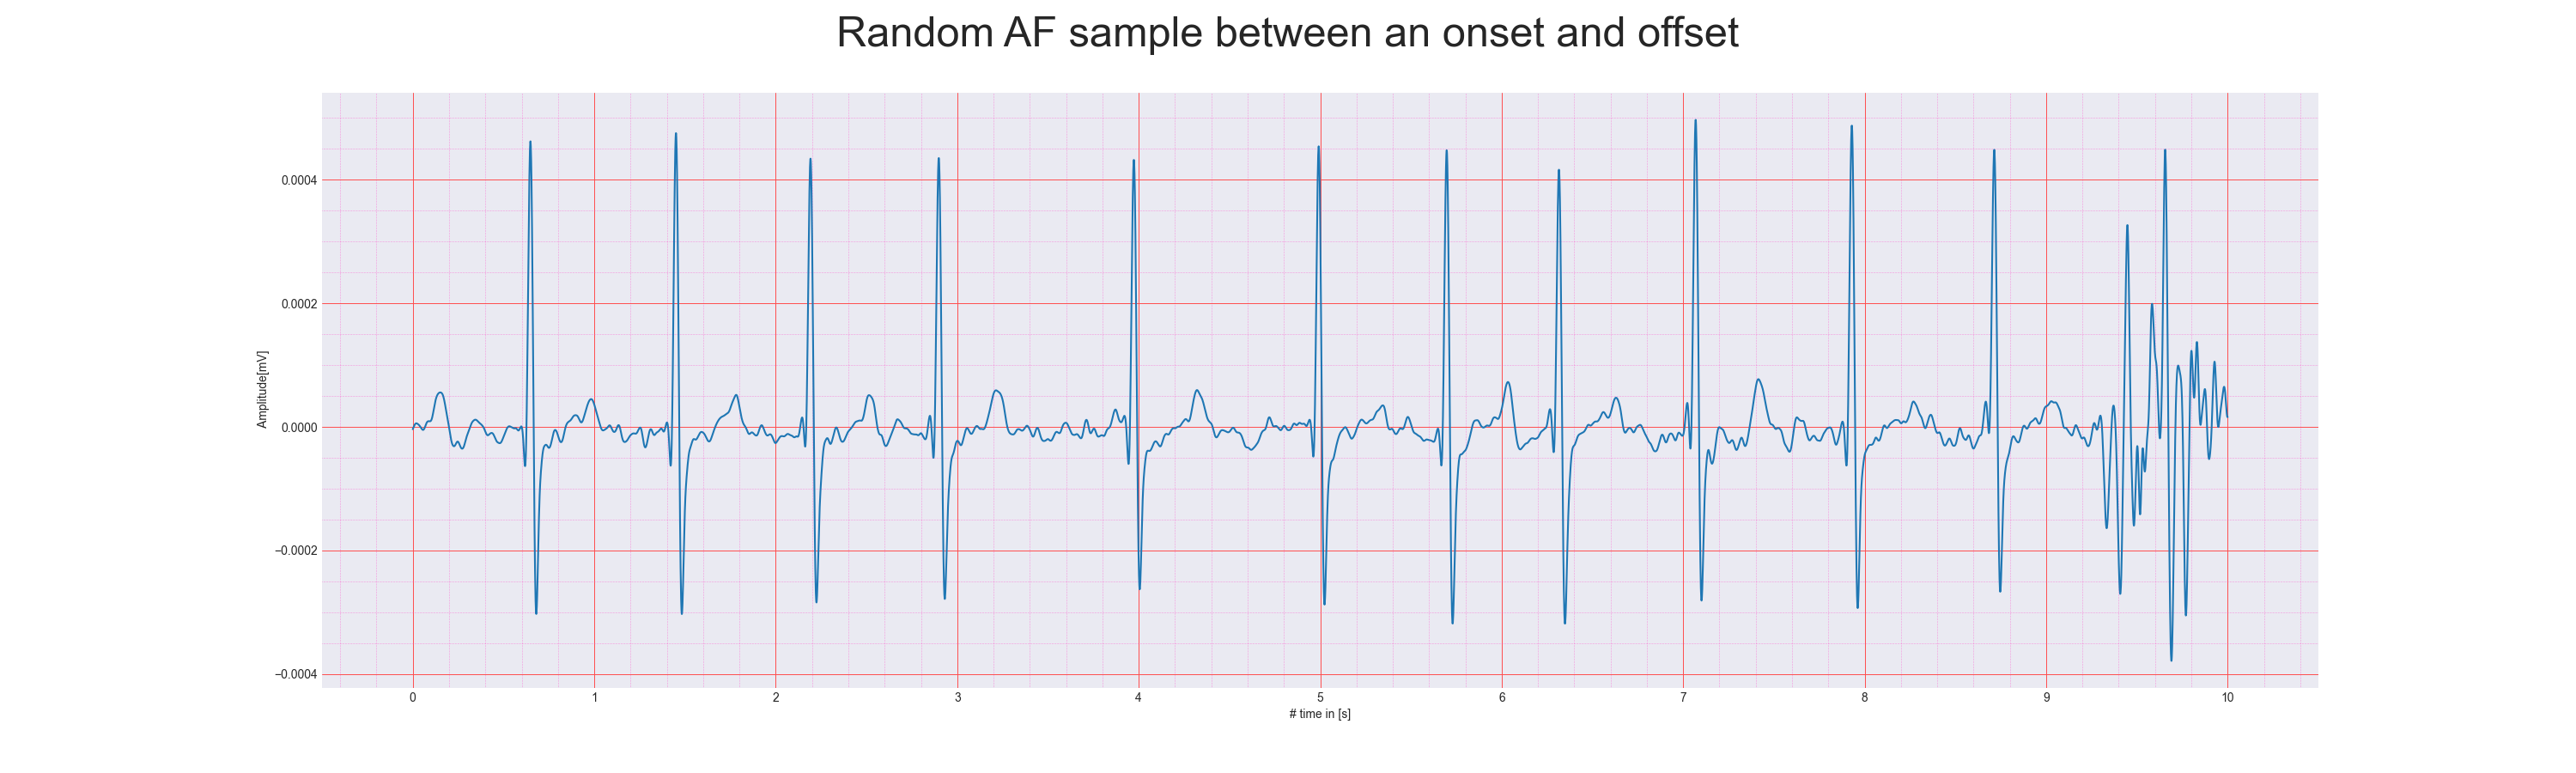 Random AF sample between an onset and offset
0.0004
0.0002
0.0000
−0.0002
−0.0004
Amplitude[mV]
0 1 2 3 4 5 6 7 8 9 10
# time in [s]